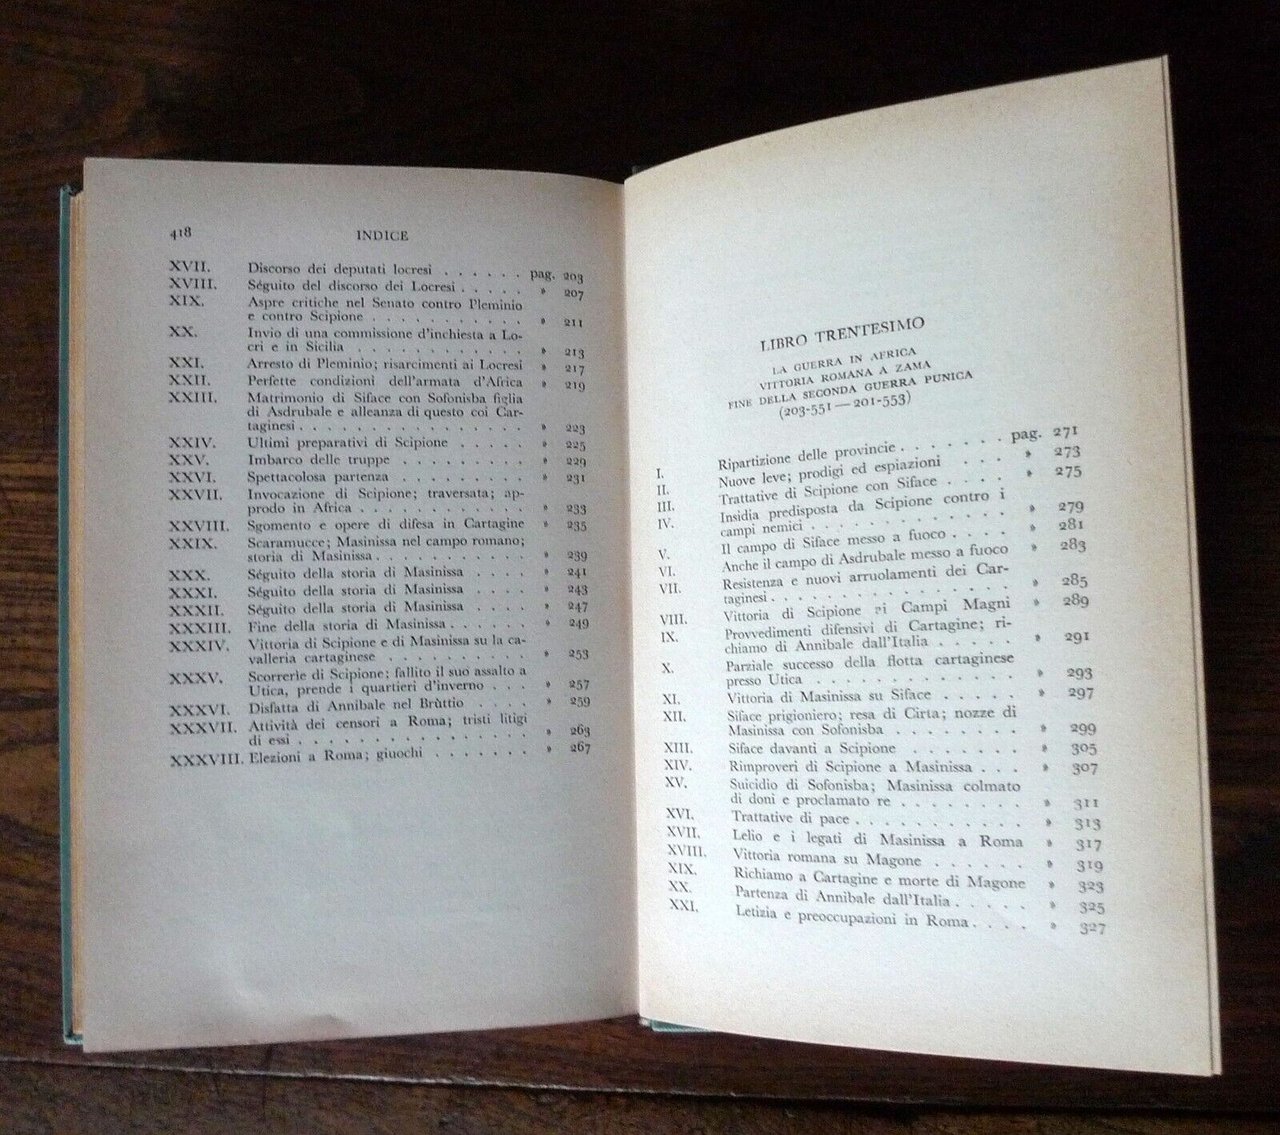 418 INDICE
XVII. Discorso dei deputati locresi . . . . . . pag. 203
XVIII. Séguito del discorso dei Locresi . . . . . » 207
XIX. Aspre critiche nel Senato contro Pleminio
e contro Scipione . . . . . . . . . . . » 211
XX. Invio di una commissione d'inchiesta a Lo-
cri e in Sicilia . . . . . . . . . . . . » 213
XXI. Arresto di Pleminio; risarcimenti ai Locresi » 217
XXII. Perfette condizioni dell'armata d'Africa » 219
XXIII. Matrimonio di Siface con Sofonisba figlia
di Asdrubale e alleanza di questo coi Car-
taginesi . . . . . . . . . . . . . . . . » 223
XXIV. Ultimi preparativi di Scipione . . . . . » 225
XXV. Imbarco delle truppe . . . . . . . . . » 229
XXVI. Spettacolosa partenza . . . . . . . . . » 231
XXVII. Invocazione di Scipione; traversata; ap-
prodo in Africa . . . . . . . . . . . . » 233
XXVIII. Sgomento e opere di difesa in Cartagine » 235
XXIX. Scaramucce; Masinissa nel campo romano;
storia di Masinissa . . . . . . . . . . . » 239
XXX. Séguito della storia di Masinissa . . . . » 241
XXXI. Séguito della storia di Masinissa . . . . » 243
XXXII. Séguito della storia di Masinissa . . . . » 247
XXXIII. Fine della storia di Masinissa . . . . . . » 249
XXXIV. Vittoria di Scipione e di Masinissa su la ca-
valleria cartaginese . . . . . . . . . . » 253
XXXV. Scorrerie di Scipione; fallito il suo assalto a
Utica, prende i quartieri d'inverno . . . » 257
XXXVI. Disfatta di Annibale nel Brùttio . . . . » 259
XXXVII. Attività dei censori a Roma; tristi litigi
di essi . . . . . . . . . . . . . . . . » 263
XXXVIII. Elezioni a Roma; giuochi . . . . . . . » 267
LIBRO TRENTESIMO
LA GUERRA IN AFRICA
VITTORIA ROMANA A ZAMA
FINE DELLA SECONDA GUERRA PUNICA
(203-551 — 201-553)
I. Ripartizione delle provincie . . . . . . pag. 271
II. Nuove leve; prodigi ed espiazioni . . . » 273
III. Trattative di Scipione con Siface . . . . » 275
IV. Insidia predisposta da Scipione contro i
campi nemici . . . . . . . . . . . . . » 279
V. Il campo di Siface messo a fuoco . . . . » 281
VI. Anche il campo di Asdrubale messo a fuoco » 283
VII. Resistenza e nuovi arruolamenti dei Car-
taginesi . . . . . . . . . . . . . . . . » 285
VIII. Vittoria di Scipione ai Campi Magni » 289
IX. Provvedimenti difensivi di Cartagine; ri-
chiamo di Annibale dall'Italia . . . . . » 291
X. Parziale successo della flotta cartaginese
presso Utica . . . . . . . . . . . . . » 293
XI. Vittoria di Masinissa su Siface . . . . . » 297
XII. Siface prigioniero; resa di Cirta; nozze di
Masinissa con Sofonisba . . . . . . . . » 299
XIII. Siface davanti a Scipione . . . . . . . » 305
XIV. Rimproveri di Scipione a Masinissa . . . » 307
XV. Suicidio di Sofonisba; Masinissa colmato
di doni e proclamato re . . . . . . . . » 311
XVI. Trattative di pace . . . . . . . . . . . » 313
XVII. Lelio e i legati di Masinissa a Roma » 317
XVIII. Vittoria romana su Magone . . . . . . » 319
XIX. Richiamo a Cartagine e morte di Magone » 323
XX. Partenza di Annibale dall'Italia . . . . . » 325
XXI. Letizia e preoccupazioni in Roma . . . . » 327